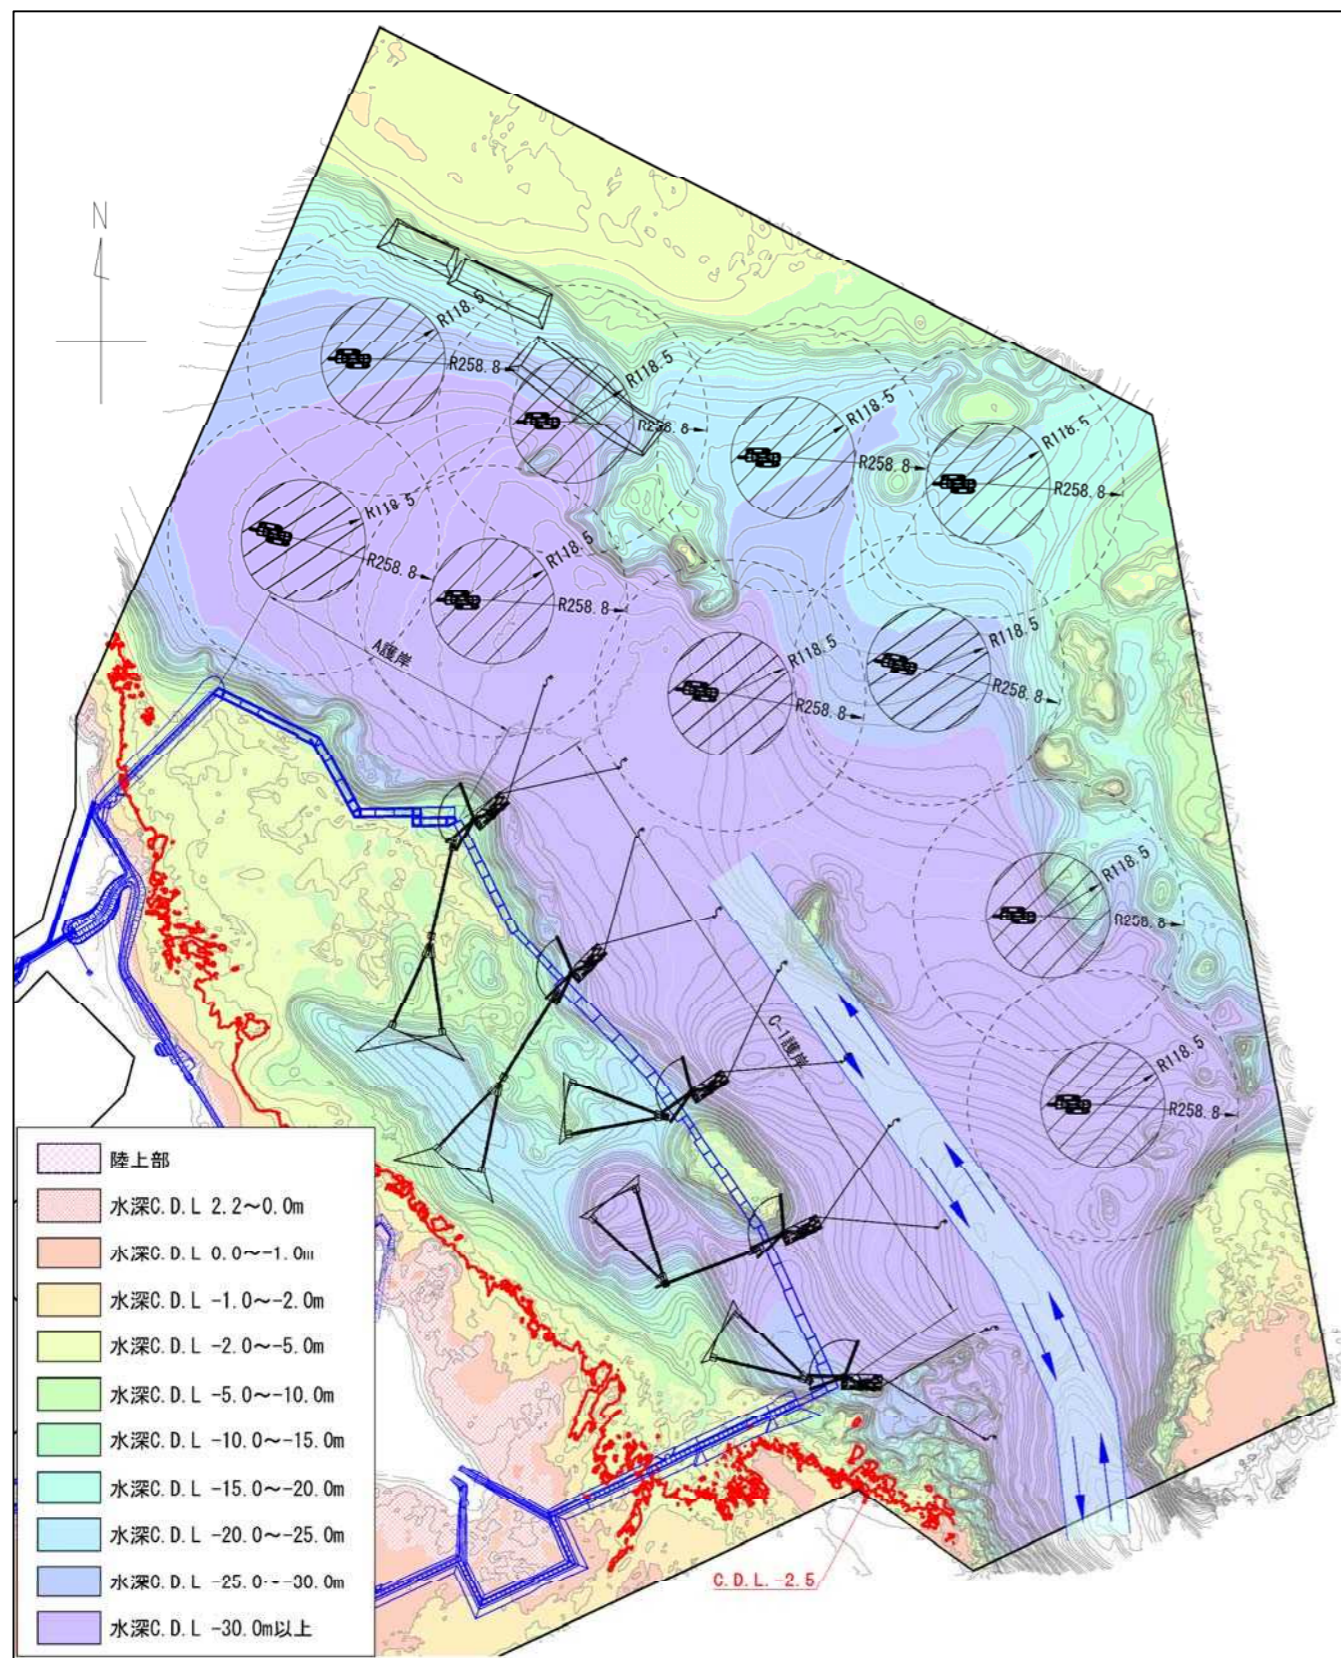 N
R118.5
R258.8
R118.5
R258.8
R118.5
R258.8
R118.5
R258.8
R118.5
R258.8
R118.5
R258.8
R118.5
R258.8
R118.5
R258.8
A護岸
R118.5
R258.8
C-1護岸
R118.5
R258.8
陸上部
水深C.D.L 2.2～0.0m
水深C.D.L 0.0～-1.0m
水深C.D.L -1.0～-2.0m
水深C.D.L -2.0～-5.0m
水深C.D.L -5.0～-10.0m
水深C.D.L -10.0～-15.0m
水深C.D.L -15.0～-20.0m
水深C.D.L -20.0～-25.0m
水深C.D.L -25.0～-30.0m
水深C.D.L -30.0m以上
C.D.L.-2.5